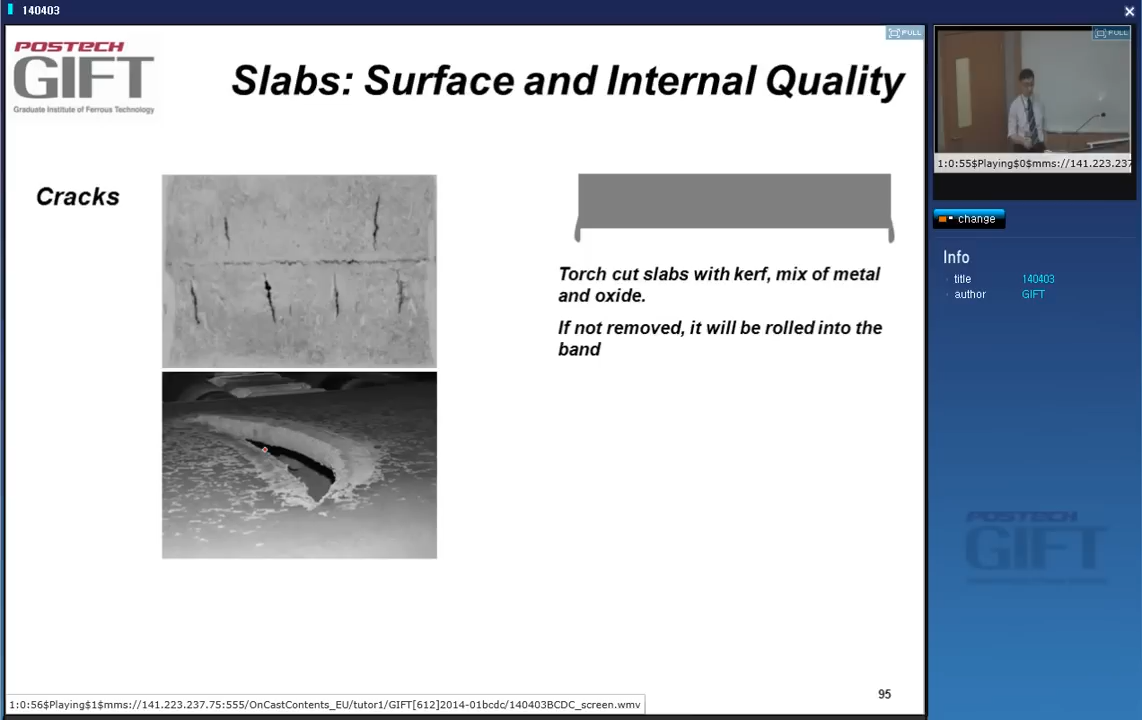 140403
FULL
FULL
POSTECH
GIFT
Graduate Institute of Ferrous Technology
Slabs: Surface and Internal Quality
1:0:55$Playing$0$mms://141.223.237
Cracks
change
Torch cut slabs with kerf, mix of metal
and oxide.
If not removed, it will be rolled into the
band
Info
title 140403
author GIFT
POSTECH
GIFT
95
1:0:56$Playing$1$mms://141.223.237.75:555/OnCastContents_EU/tutor1/GIFT[612]2014-01bcdc/140403BCDC_screen.wmv